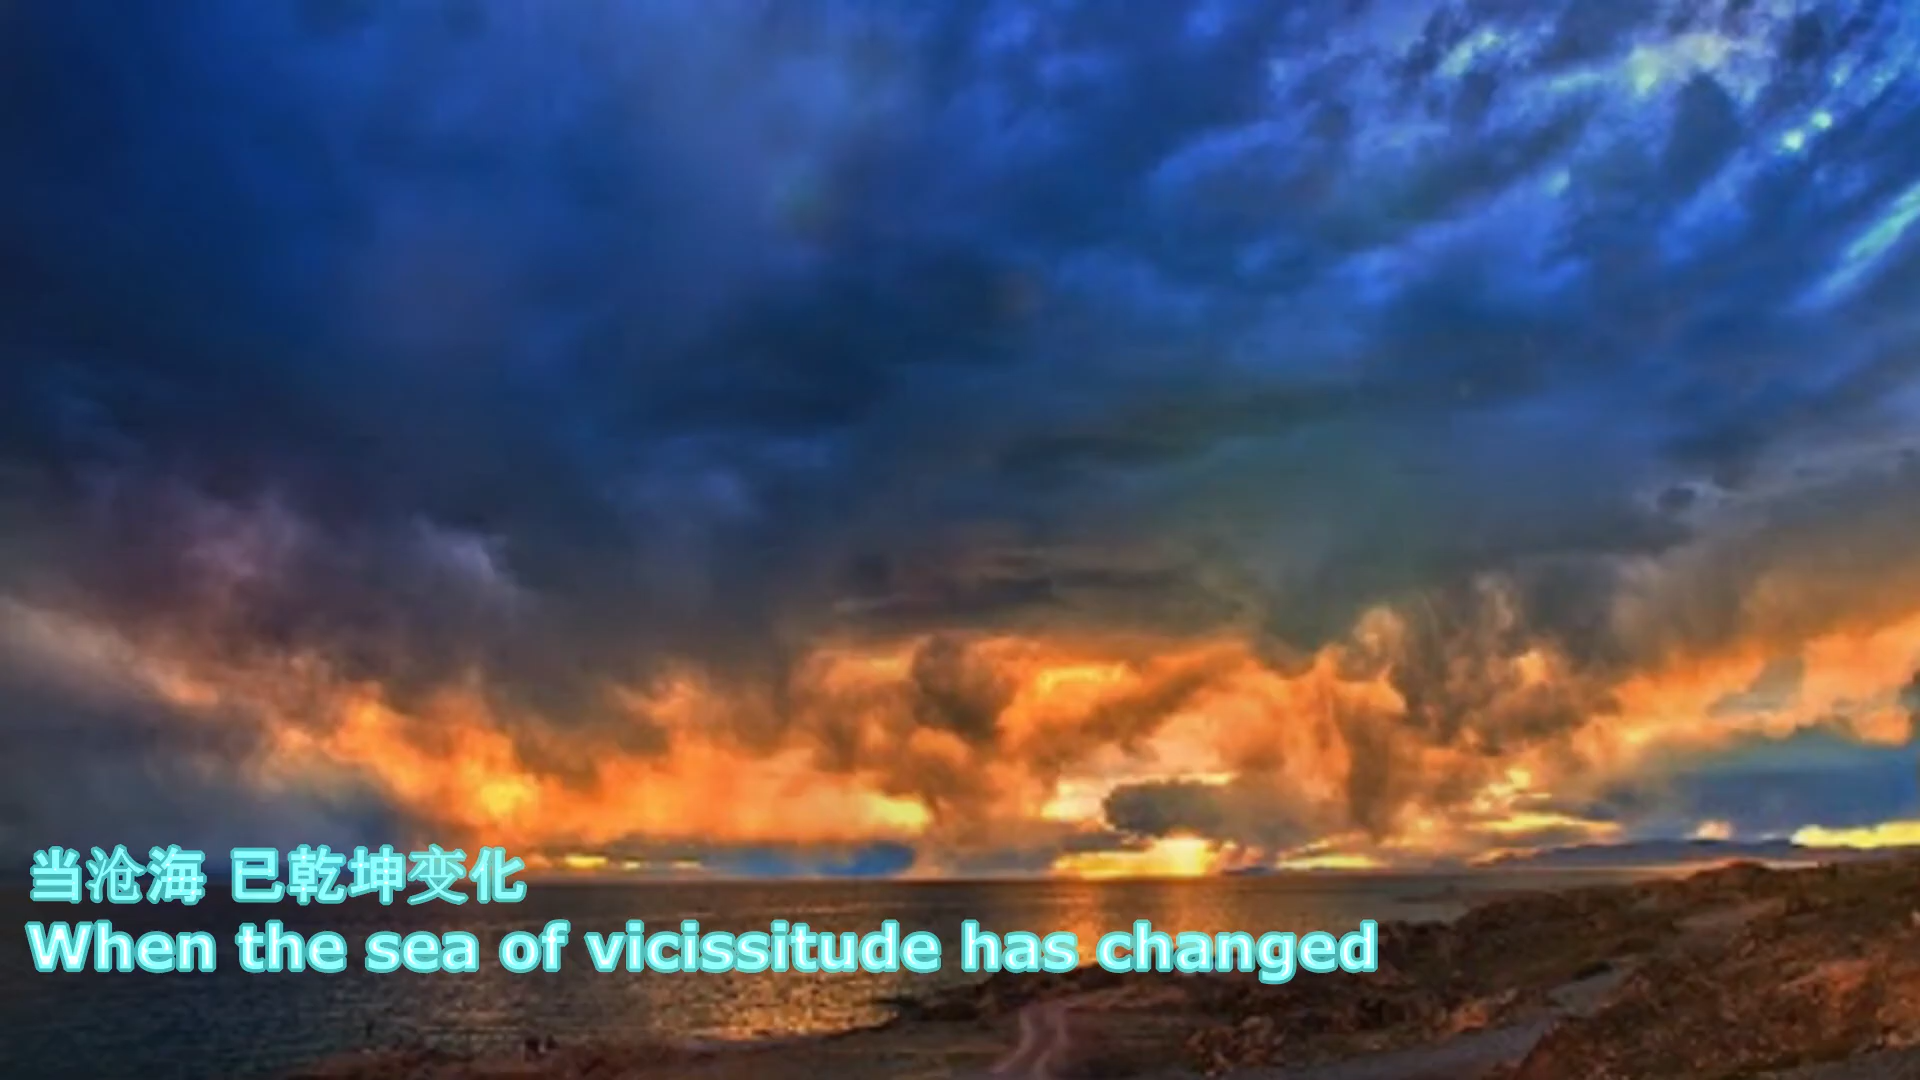 当沧海 已乾坤变化
When the sea of vicissitude has changed